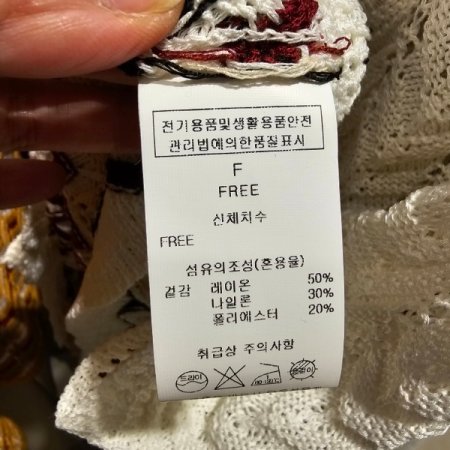 전기용품및생활용품안전
관리법에의한품질표시
F
FREE
신체치수
FREE
섬유의조성(혼용율)
겉감 레이온 50%
나일론 30%
폴리에스터 20%
취급상 주의사항
드라이